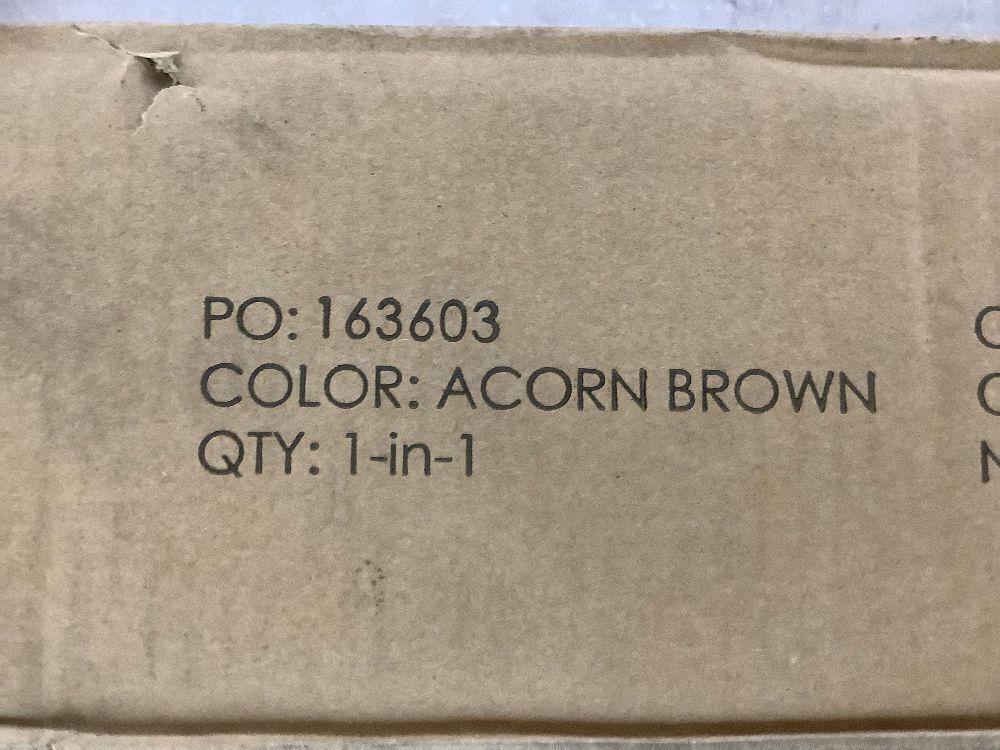 PO: 163603
COLOR: ACORN BROWN
QTY: 1-in-1